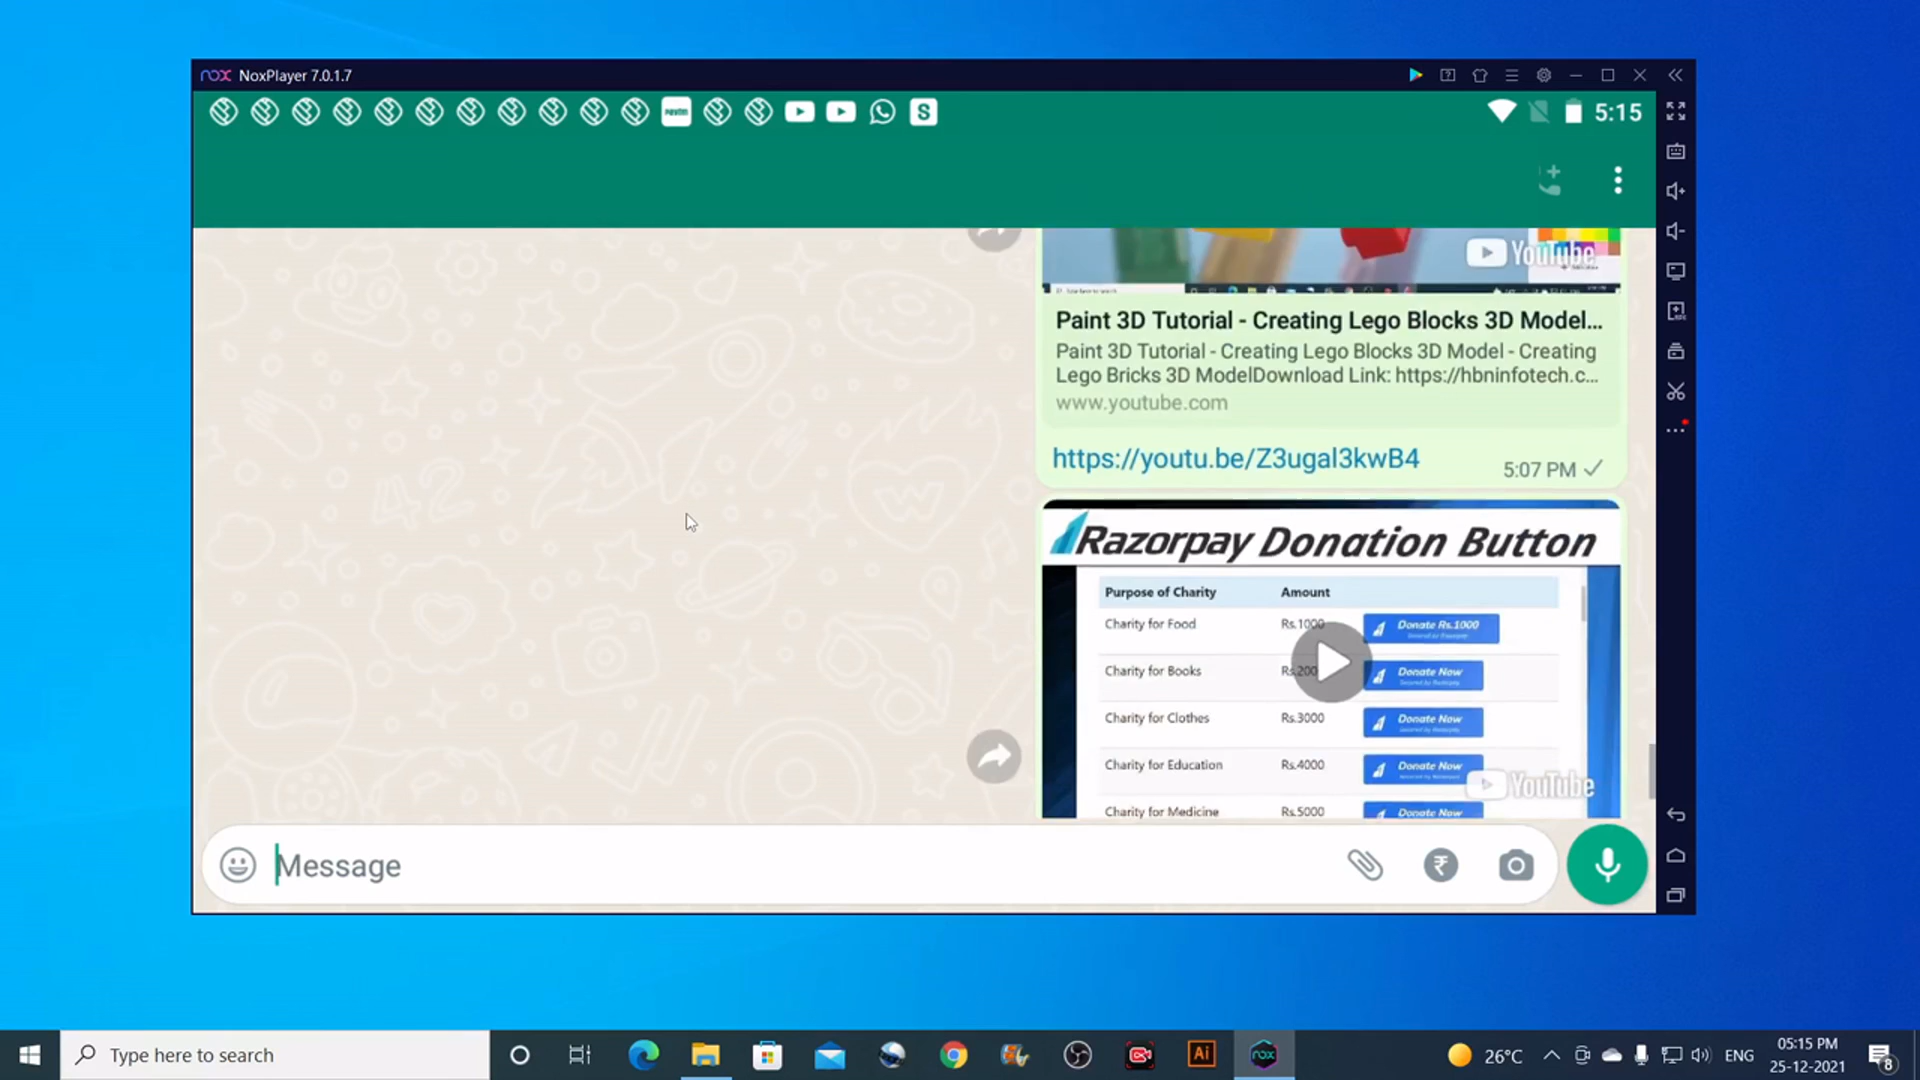 nox NoxPlayer 7.0.1.7
paytm
S
5:15
YouTube
Paint 3D Tutorial - Creating Lego Blocks 3D Model...
Paint 3D Tutorial - Creating Lego Blocks 3D Model - Creating
Lego Bricks 3D ModelDownload Link: https://hbninfotech.c...
www.youtube.com
https://youtu.be/Z3ugal3kwB4
5:07 PM
Razorpay Donation Button
Purpose of Charity Amount
Charity for Food Rs.1000 Donate Rs.1000
Charity for Books Donate Now
Charity for Clothes Rs.3000 Donate Now
Charity for Education Rs.4000 Donate Now
YouTube
Charity for Medicine Rs.5000 Donate Now
Message
Type here to search
Ai
nox
26°C
ENG
05:15 PM
25-12-2021
8